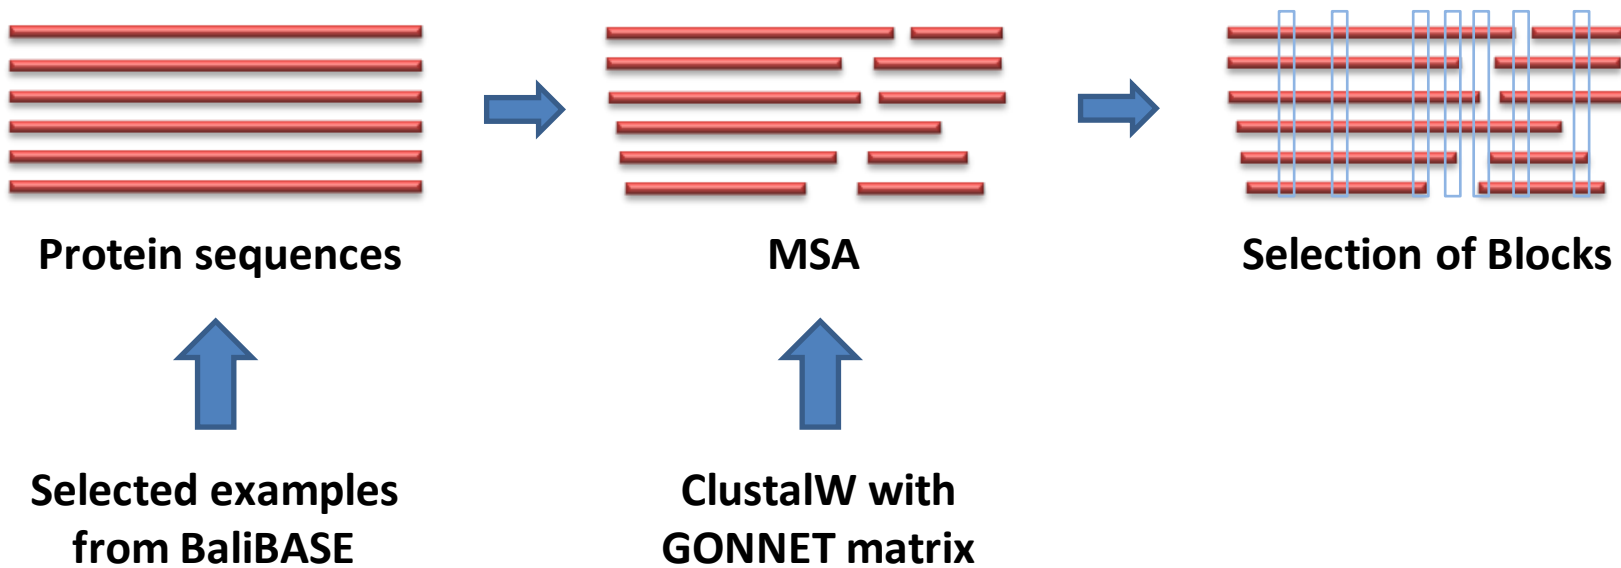 Protein sequences
MSA
Selection of Blocks
Selected examples
from BaliBASE
ClustalW with
GONNET matrix